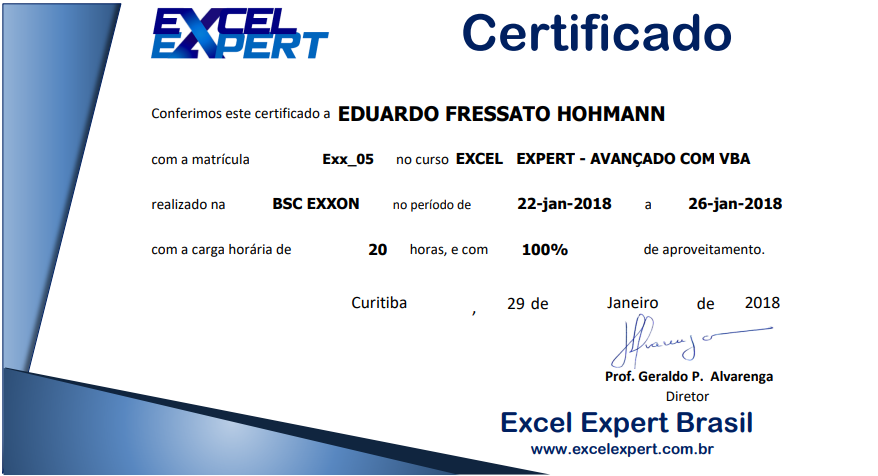 EXCEL
EXPERT
Certificado
Conferimos este certificado a EDUARDO FRESSATO HOHMANN
com a matrícula Exx_05 no curso EXCEL EXPERT - AVANÇADO COM VBA
realizado na BSC EXXON no período de 22-jan-2018 a 26-jan-2018
com a carga horária de 20 horas, e com 100% de aproveitamento.
Curitiba , 29 de Janeiro de 2018
Prof. Geraldo P. Alvarenga
Diretor
Excel Expert Brasil
www.excelexpert.com.br